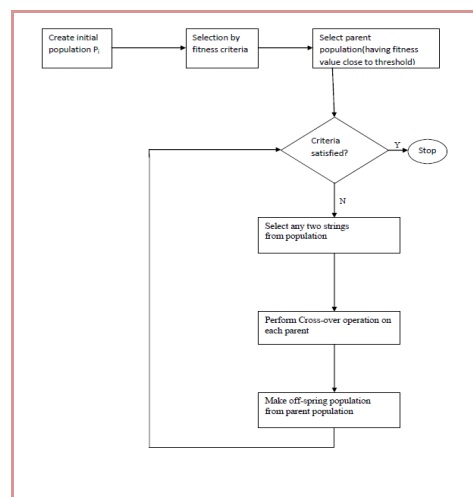 Create initial
population Pi
Selection by
fitness criteria
Select parent
population(having fitness
value close to threshold)
Criteria
satisfied?
Y
Stop
N
Select any two strings
from population
Perform Cross-over operation on
each parent
Make off-spring population
from parent population